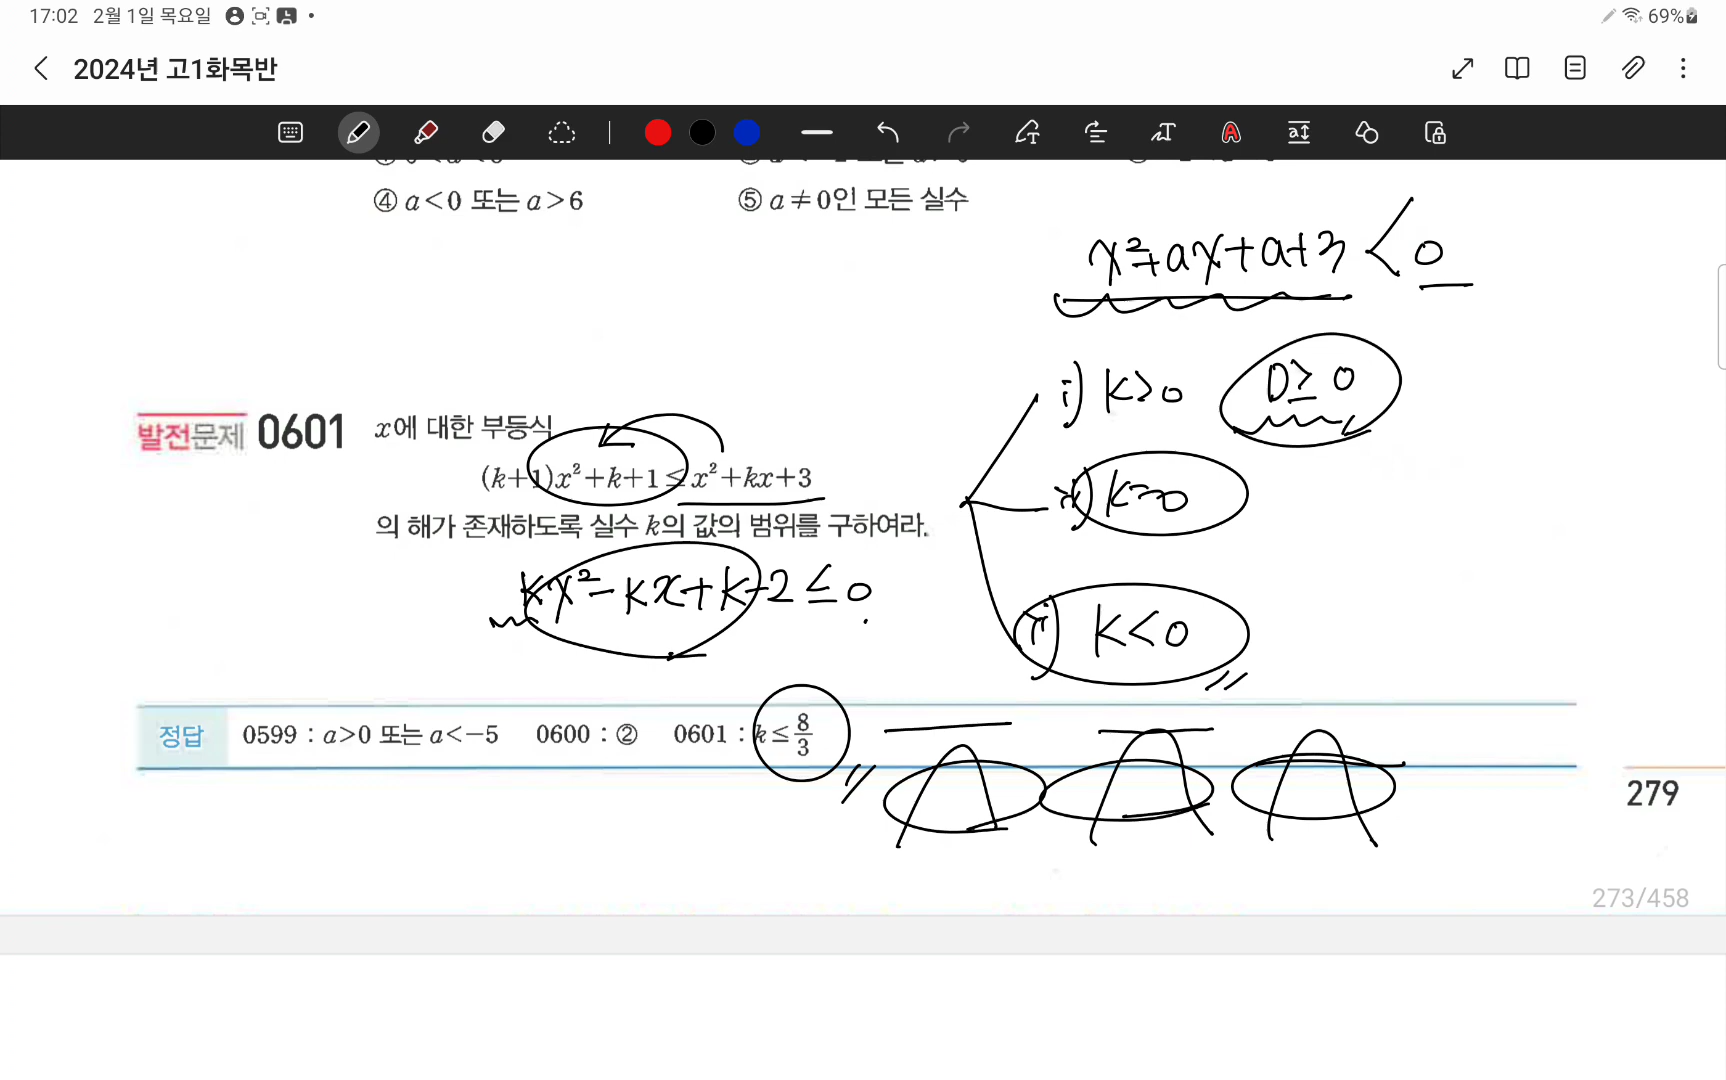 17:02 2월 1일 목요일
69%
2024년 고1화목반
④ a<0 또는 a>6
⑤ a≠0인 모든 실수
x²+ax+a+3<0
i) k>0 D≥0
발전문제 0601 x에 대한 부등식
(k+1)x²+k+1≤x²+kx+3
ii) k=0
의 해가 존재하도록 실수 k의 값의 범위를 구하여라.
kx²-kx+k-2≤0
k<0
정답 0599 : a>0 또는 a<-5 0600 : ② 0601 : k≤8/3
279
273/458